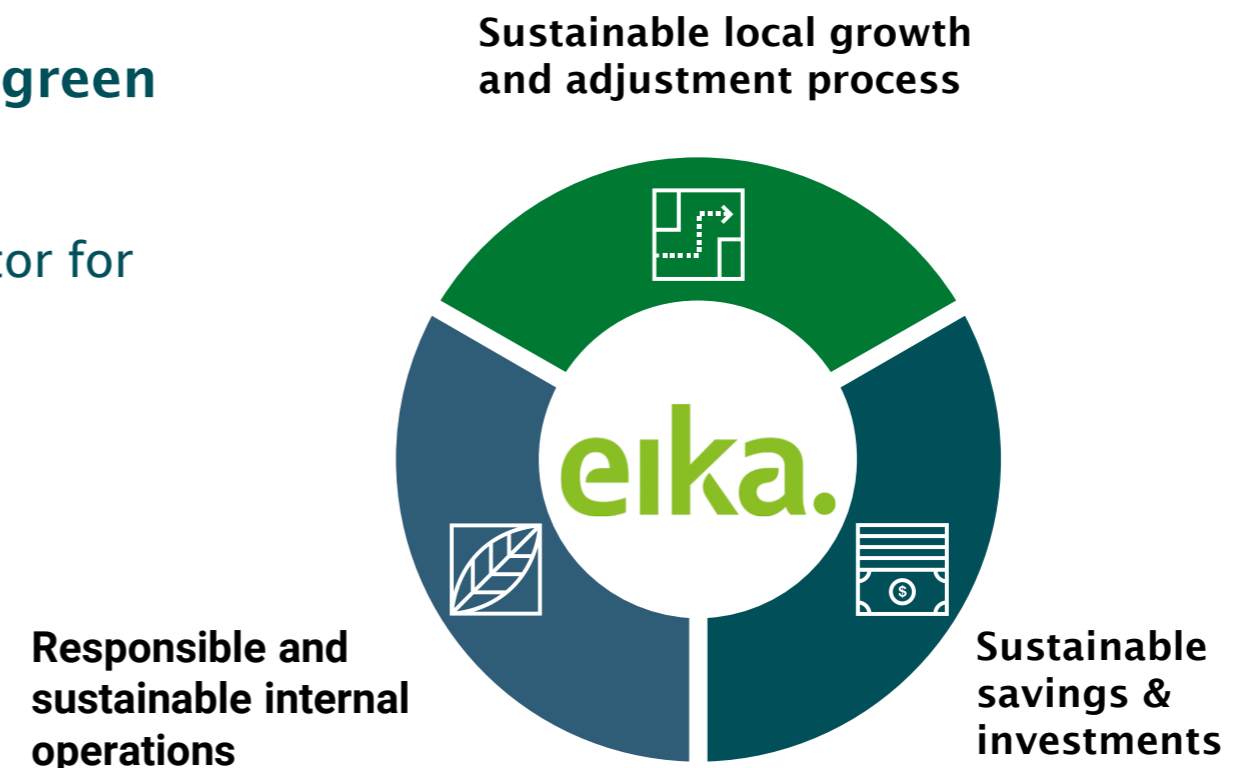 green
tor for
Sustainable local growth
and adjustment process
eika.
$
Responsible and
sustainable internal
operations
Sustainable
savings &
investments